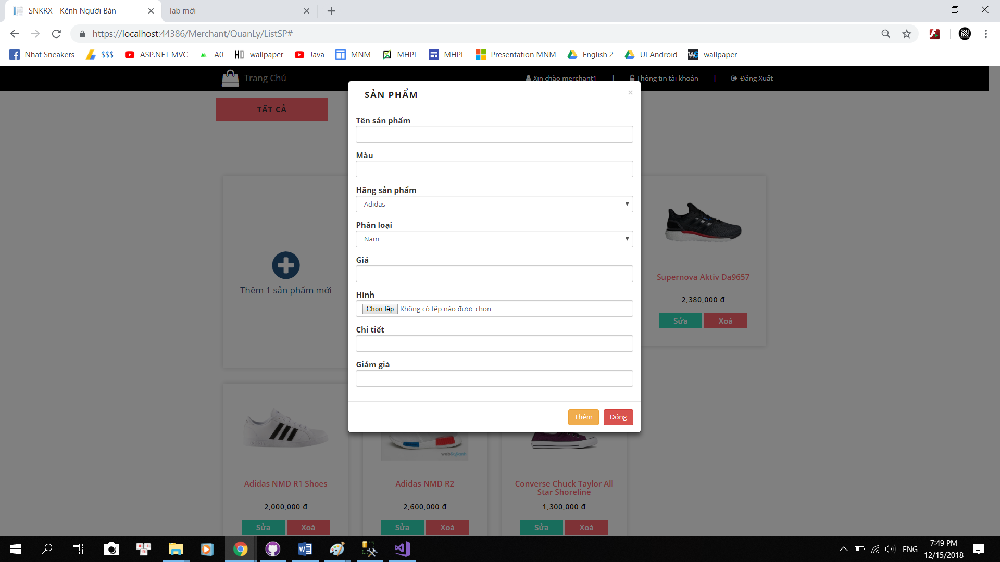 SNKRX - Kênh Người Bán
Tab mới
https://localhost:44386/Merchant/QuanLy/ListSP#
Nhạt Sneakers
$$$
ASP.NET MVC
A0
HD wallpaper
Java
MNM
MHPL
MHPL
Presentation MNM
English 2
UI Android
WS wallpaper
Trang Chủ
Xin chào merchant1
|
Thông tin tài khoản
|
Đăng Xuất
TẤT CẢ
SẢN PHẨM
×
Tên sản phẩm
Màu
Hãng sản phẩm
Adidas
Phân loại
Nam
Giá
Hình
Chọn tệp Không có tệp nào được chọn
Chi tiết
Giảm giá
Thêm
Đóng
Thêm 1 sản phẩm mới
Supernova Aktiv Da9657
2,380,000 đ
Sửa
Xoá
Adidas NMD R1 Shoes
2,000,000 đ
Sửa
Xoá
webSoSanh
Adidas NMD R2
2,600,000 đ
Sửa
Xoá
Converse Chuck Taylor All
Star Shoreline
1,300,000 đ
Sửa
Xoá
ENG
7:49 PM
12/15/2018